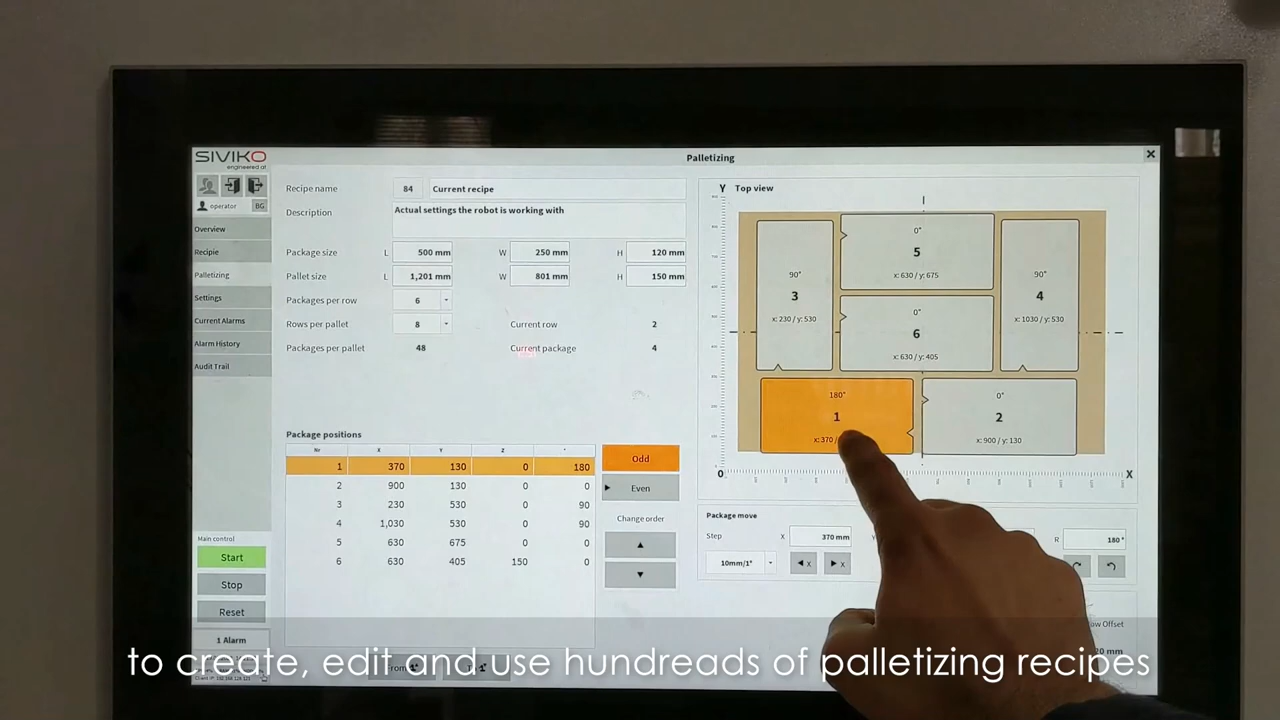 SIVIKO
engineered at
Palletizing
operator BG
Overview
Recipie
Palletizing
Settings
Current Alarms
Alarm History
Audit Trail
Main control
Start
Stop
Reset
1 Alarm
Recipe name 84 Current recipe
Description Actual settings the robot is working with
Package size L 500 mm W 250 mm H 120 mm
Pallet size L 1,201 mm W 801 mm H 150 mm
Packages per row 6
Rows per pallet 8 Current row 2
Packages per pallet 48 Current package 4
Package positions
Nr X Y Z °
1 370 130 0 180
2 900 130 0 0
3 230 530 0 90
4 1,030 530 0 90
5 630 675 0 0
6 630 405 150 0
Odd
Even
Change order
Y Top view
0°
5
x: 630 / y: 675
90°
3
x: 230 / y: 530
90°
4
x: 1030 / y: 530
0°
6
x: 630 / y: 405
180°
1
x: 370 /
0°
2
x: 900 / y: 130
0 X
Package move
Step X 370 mm R 180 °
10mm/1° X X
Offset
to create, edit and use hundreads of palletizing recipes